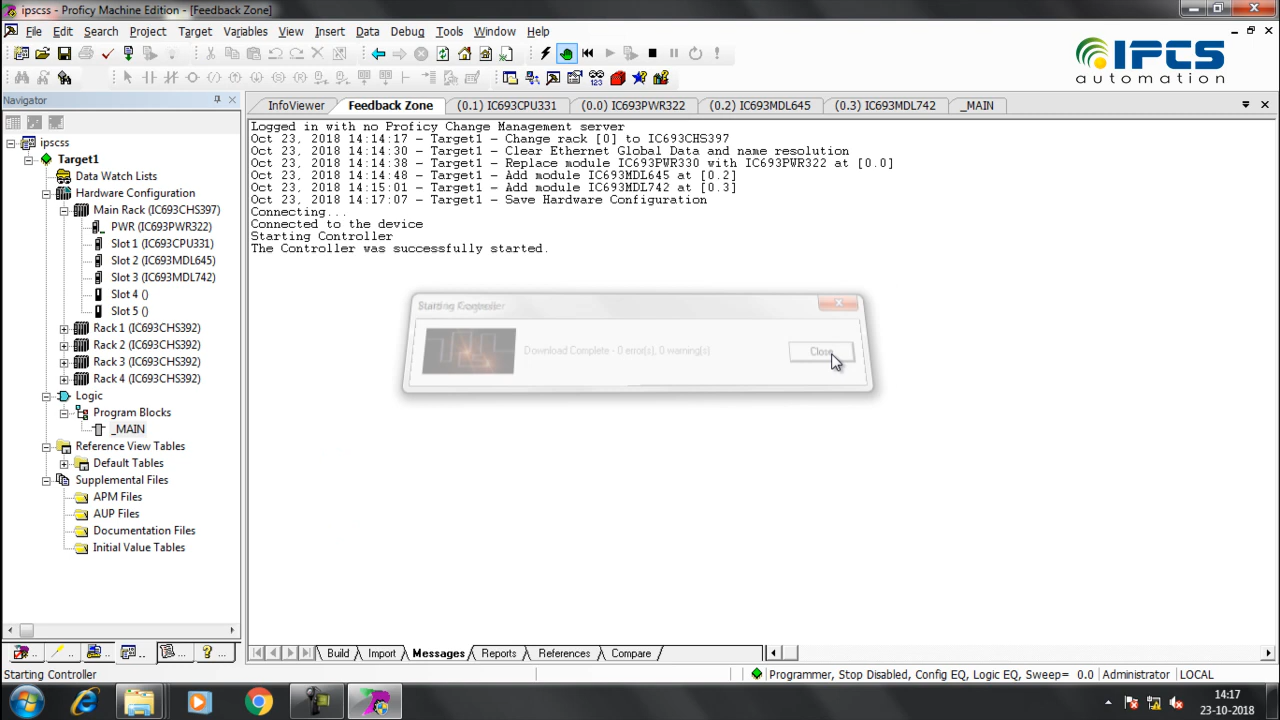 ipscss - Proficy Machine Edition - [Feedback Zone]
File Edit Search Project Target Variables View Insert Debug Tools Window Help
IPCS
automation
Navigator
InfoViewer Feedback Zone (0.1) IC693CPU331 (0.0) IC693PWR322 (0.2) IC693MDL645 (0.3) IC693MDL742 _MAIN
ipscss
Target1
Data Watch Lists
Hardware Configuration
Main Rack (IC693CHS397)
PWR (IC693PWR322)
Slot 1 (IC693CPU331)
Slot 2 (IC693MDL645)
Slot 3 (IC693MDL742)
Slot 4 ()
Slot 5 ()
Rack 1 (IC693CHS392)
Rack 2 (IC693CHS392)
Rack 3 (IC693CHS392)
Rack 4 (IC693CHS392)
Logic
Program Blocks
_MAIN
Reference View Tables
Default Tables
Supplemental Files
APM Files
AUP Files
Documentation Files
Initial Value Tables
Logged in with no Proficy Change Management server
Oct 23, 2018 14:14:17 - Target1 - Change rack [0] to IC693CHS397
Oct 23, 2018 14:14:30 - Target1 - Clear Ethernet Global Data and name resolution
Oct 23, 2018 14:14:38 - Target1 - Replace module IC693PWR330 with IC693PWR322 at [0.0]
Oct 23, 2018 14:14:48 - Target1 - Add module IC693MDL645 at [0.2]
Oct 23, 2018 14:15:01 - Target1 - Add module IC693MDL742 at [0.3]
Oct 23, 2018 14:17:07 - Target1 - Save Hardware Configuration
Connecting...
Connected to the device
Starting Controller
The Controller was successfully started.
Download Complete - 0 error(s), 0 warning(s)
Close
Build Import Messages Reports References Compare
Starting Controller
Programmer, Stop Disabled, Config EQ, Logic EQ, Sweep= 0.0 Administrator LOCAL
14:17
23-10-2018